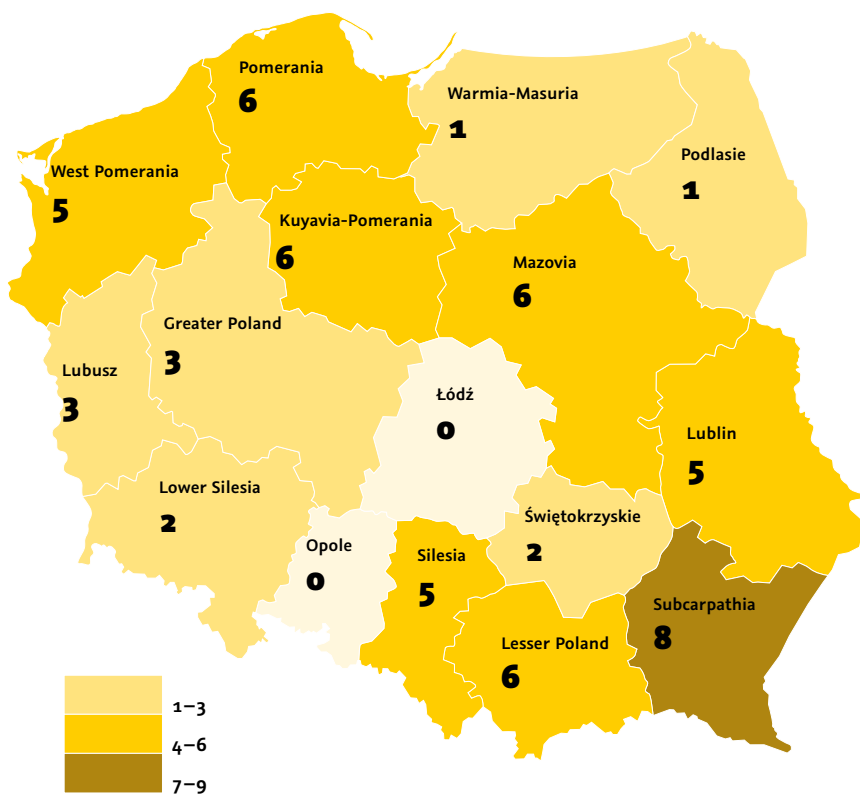 Pomerania
6
Warmia-Masuria
1
Podlasie
1
West Pomerania
5
Kuyavia-Pomerania
6
Mazovia
6
Greater Poland
3
Lubusz
3
Łódź
0
Lublin
5
Lower Silesia
2
Świętokrzyskie
2
Opole
0
Silesia
5
Subcarpathia
8
Lesser Poland
6
1–3
4–6
7–9